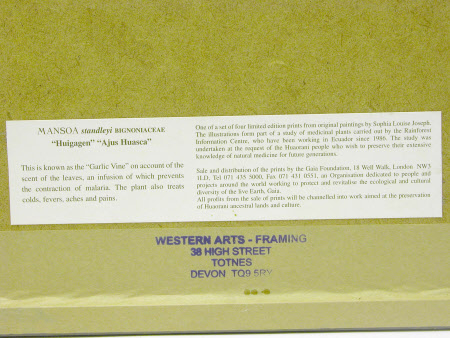 MANSOA standleyi BIGNONIACEAE
"Huigagen" "Ajus Huasca"
This is known as the "Garlic Vine" on account of the
scent of the leaves, an infusion of which prevents
the contraction of malaria. The plant also treats
colds, fevers, aches and pains.
One of a set of four limited edition prints from original paintings by Sophia Louise Joseph.
The illustrations form part of a study of medicinal plants carried out by the Rainforest
Information Centre, who have been working in Ecuador since 1986. The study was
undertaken at the request of the Huaorani people who wish to preserve their extensive
knowledge of natural medicine for future generations.
Sale and distribution of the prints by the Gaia Foundation, 18 Well Walk, London NW3
1LD, Tel 071 435 5000, Fax 071 431 0551, an Organisation dedicated to people and
projects around the world working to protect and revitalise the ecological and cultural
diversity of the live Earth, Gaia.
All profits from the sale of prints will be channelled into work aimed at the preservation
of Huaorani ancestral lands and culture.
WESTERN ARTS - FRAMING
38 HIGH STREET
TOTNES
DEVON TQ9 5RY